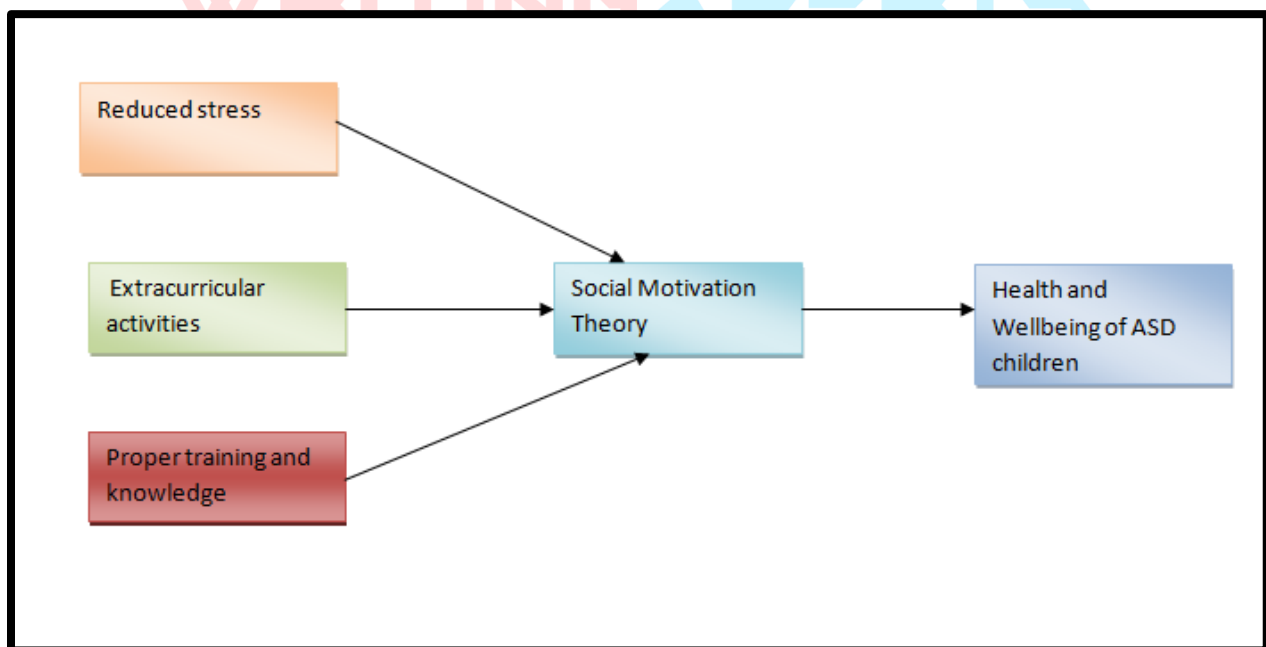 Reduced stress
Extracurricular
activities
Social Motivation
Theory
Health and
Wellbeing of ASD
children
Proper training and
knowledge